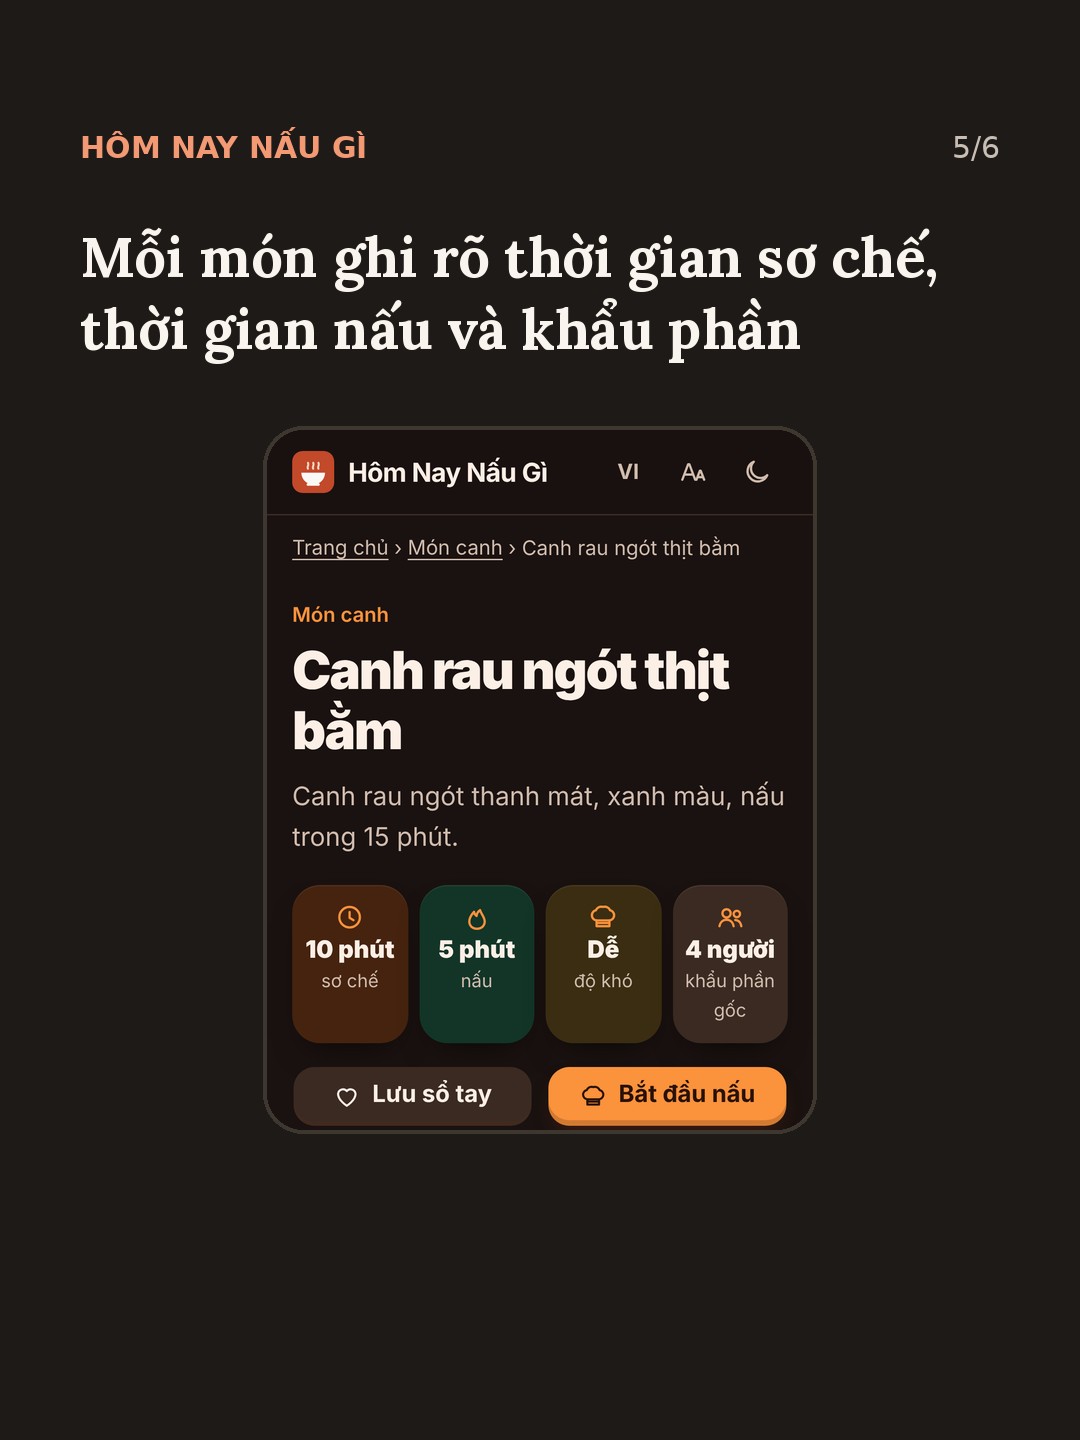 HÔM NAY NẤU GÌ
5/6
Mỗi món ghi rõ thời gian sơ chế,
thời gian nấu và khẩu phần
Hôm Nay Nấu Gì
VI
AA
Trang chủ › Món canh › Canh rau ngót thịt bằm
Món canh
Canh rau ngót thịt
bằm
Canh rau ngót thanh mát, xanh màu, nấu
trong 15 phút.
10 phút
sơ chế
5 phút
nấu
Dễ
độ khó
4 người
khẩu phần
gốc
Lưu sổ tay
Bắt đầu nấu